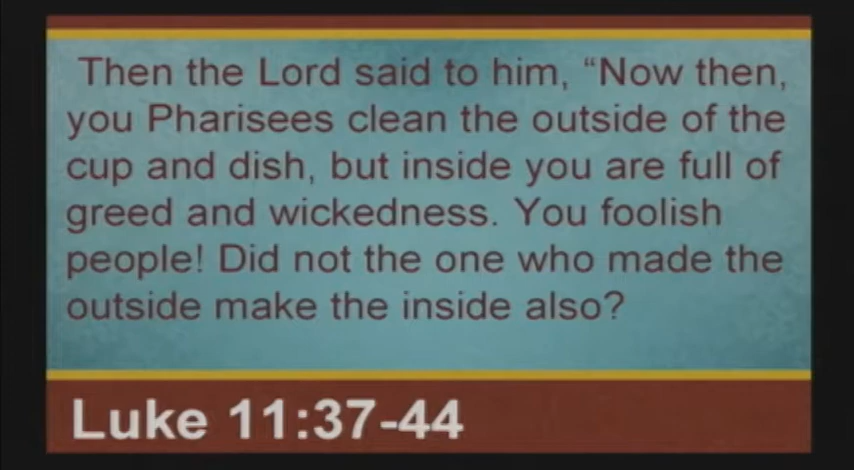 Then the Lord said to him, “Now then,
you Pharisees clean the outside of the
cup and dish, but inside you are full of
greed and wickedness. You foolish
people! Did not the one who made the
outside make the inside also?
Luke 11:37-44